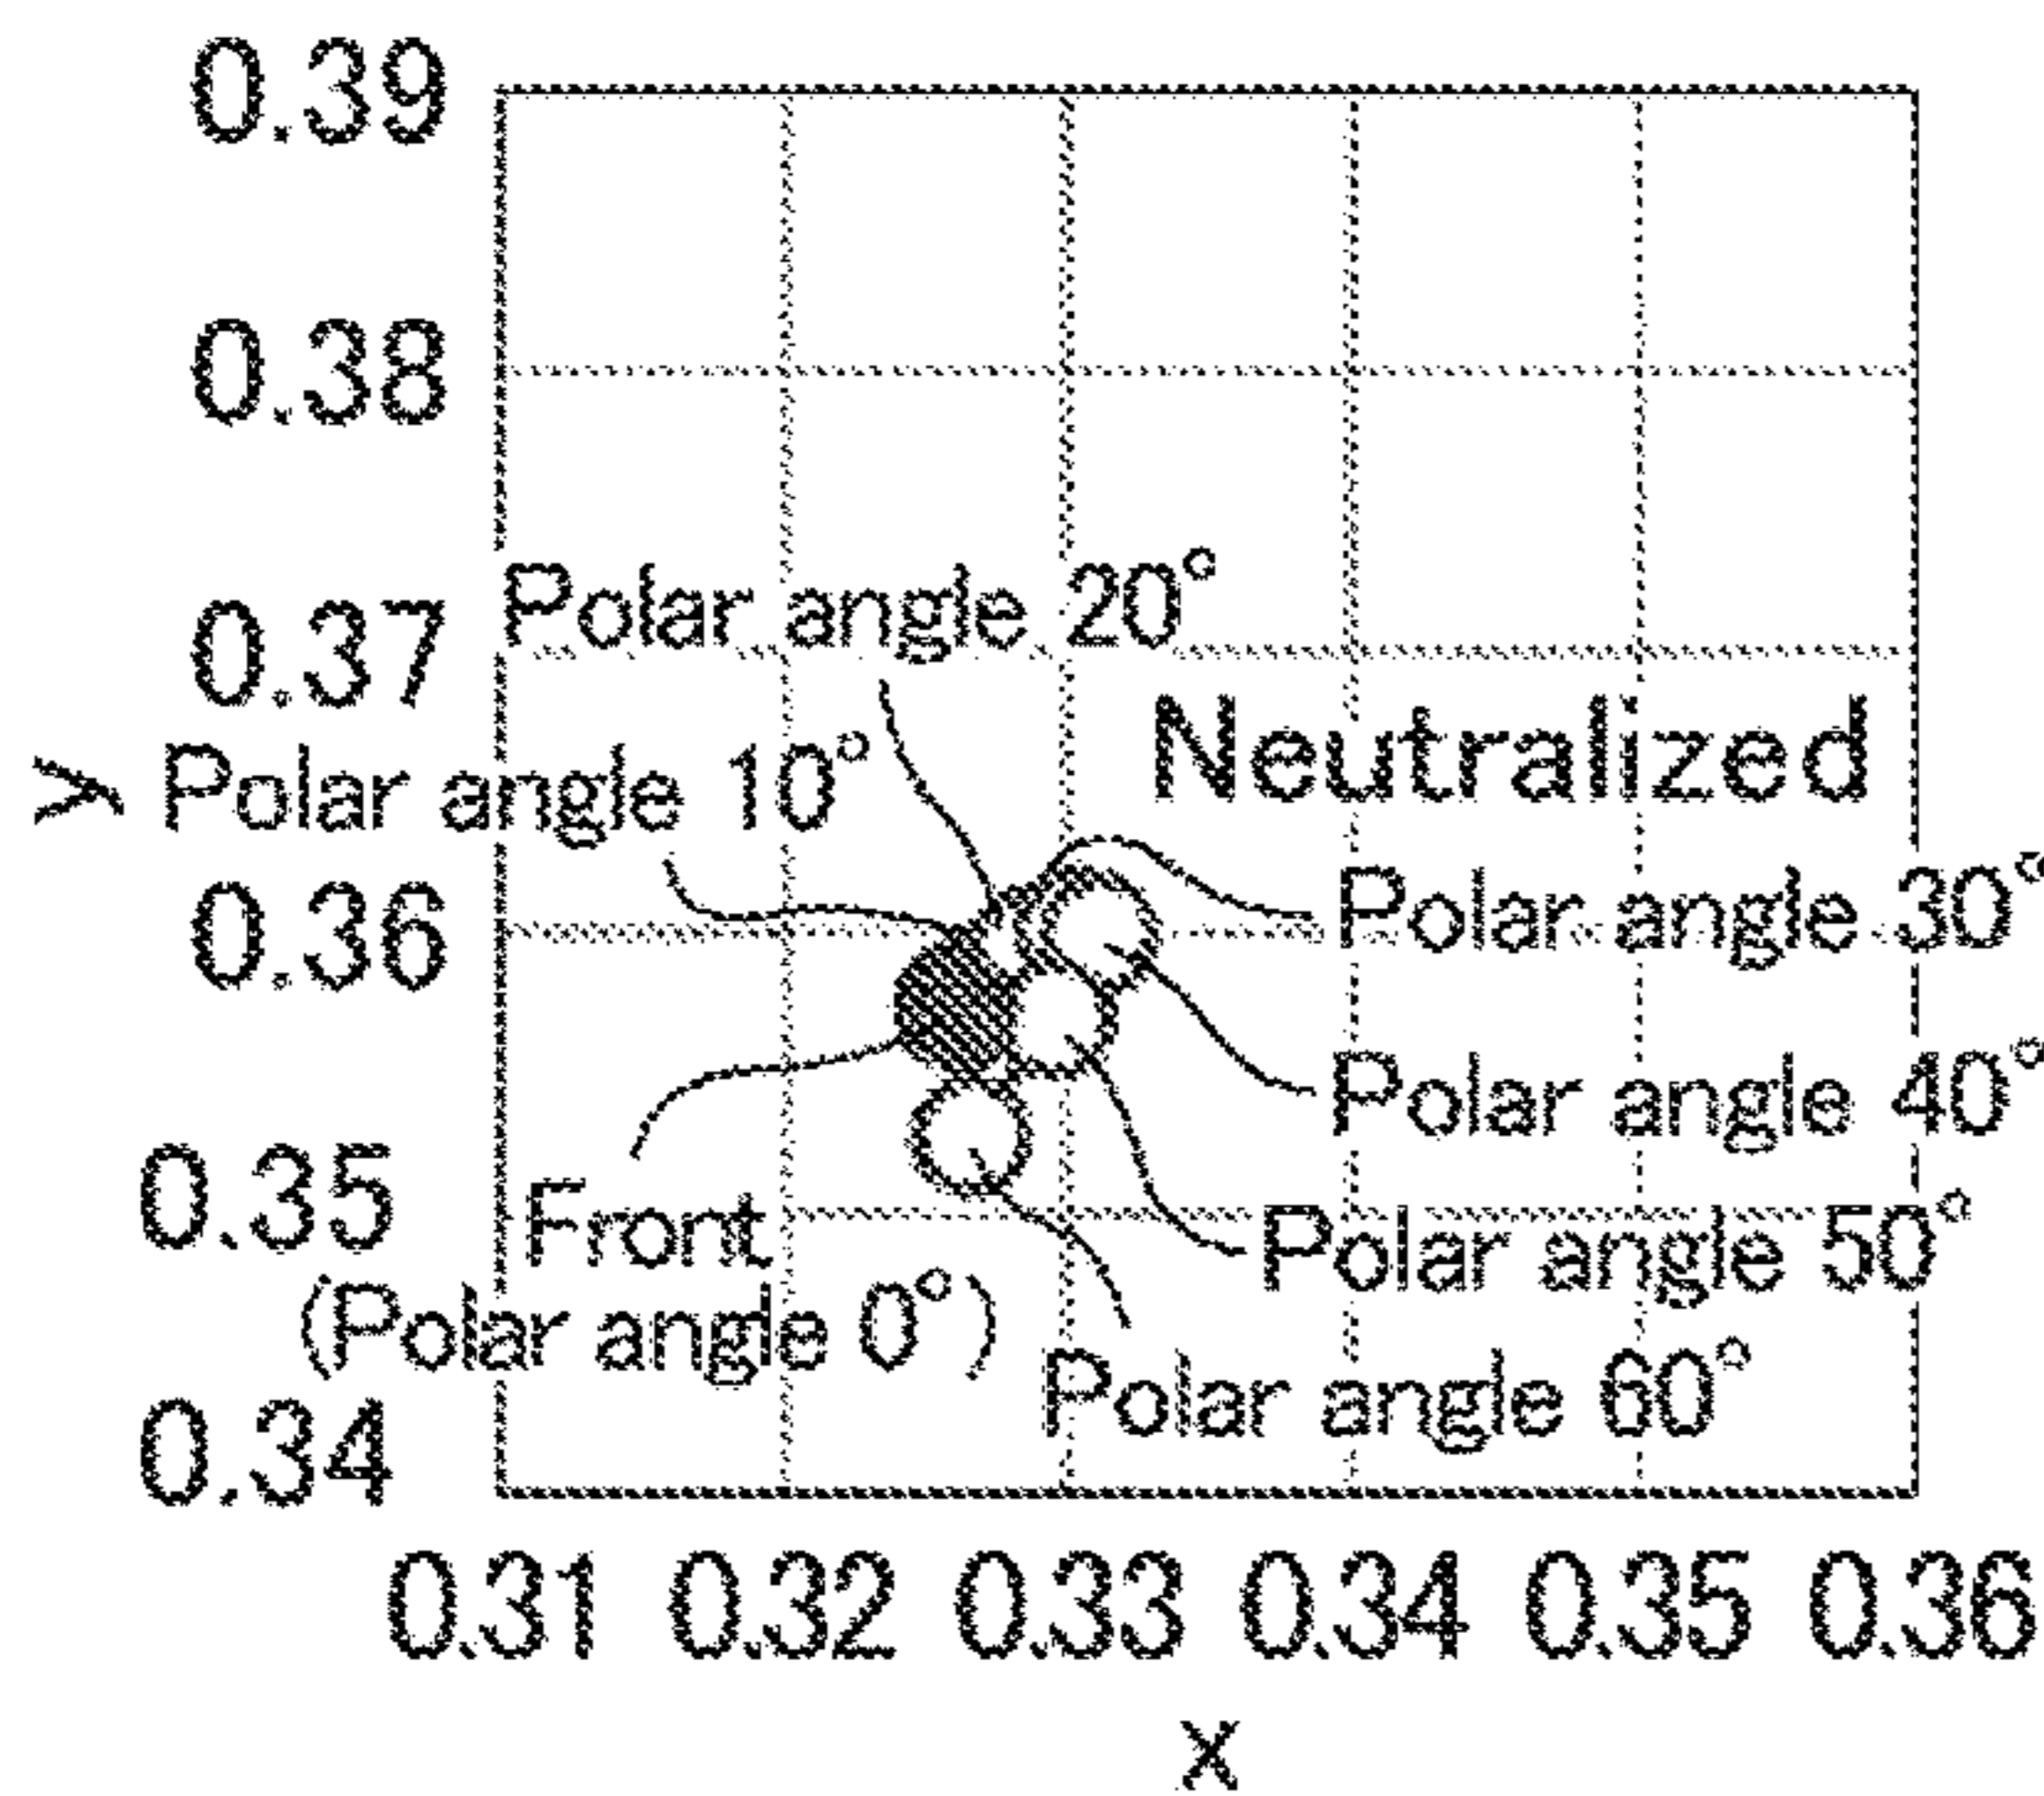 0.39
0.38
Polar angle 20°
0.37
Neutralized
y
Polar angle 10°
0.36
Polar angle 30°
Polar angle 40°
0.35
Front
(Polar angle 0°)
Polar angle 50°
Polar angle 60°
0.34
0.31 0.32 0.33 0.34 0.35 0.36
x